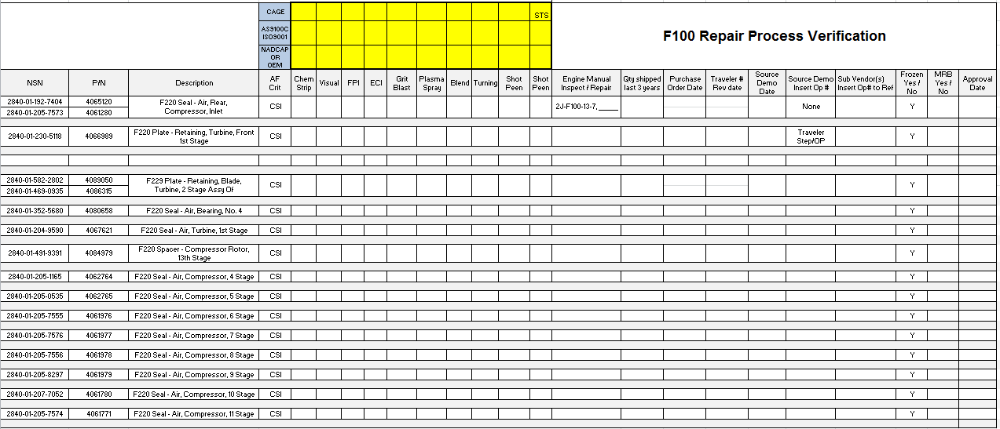 CAGE STS
AS9100C
ISO9001
F100 Repair Process Verification
NADCAP
OR
OEM
NSN P/N Description AF Crit Chem Strip Visual FPI ECI Grit Blast Plasma Spray Blend Turning Shot Peen Shot Peen Engine Manual Inspect / Repair Qty shipped last 3 years Purchase Order Date Traveler # Rev date Source Demo Date Source Demo Insert Op # Sub Vendor(s) Insert Op# to Ref Frozen Yes / No MRB Yes / No Approval Date
2840-01-192-7404 4065120 F220 Seal - Air, Rear, CSI 2J-F100-13-7, _____ None Y
2840-01-205-7573 4061280 Compressor, Inlet
2840-01-230-5118 4066989 F220 Plate - Retaining, Turbine, Front 1st Stage CSI Traveler Step/OP Y
2840-01-582-2802 4089050 F229 Plate - Retaining, Blade, CSI Y
2840-01-469-0935 4086315 Turbine, 2 Stage Assy Of
2840-01-352-5680 4080658 F220 Seal - Air, Bearing, No. 4 CSI Y
2840-01-204-9590 4067621 F220 Seal - Air, Turbine, 1st Stage CSI Y
2840-01-491-9391 4084979 F220 Spacer - Compressor Rotor, 13th Stage CSI Y
2840-01-205-1165 4062764 F220 Seal - Air, Compressor, 4 Stage CSI Y
2840-01-205-0535 4062765 F220 Seal - Air, Compressor, 5 Stage CSI Y
2840-01-205-7555 4061976 F220 Seal - Air, Compressor, 6 Stage CSI Y
2840-01-205-7576 4061977 F220 Seal - Air, Compressor, 7 Stage CSI Y
2840-01-205-7556 4061978 F220 Seal - Air, Compressor, 8 Stage CSI Y
2840-01-205-8297 4061979 F220 Seal - Air, Compressor, 9 Stage CSI Y
2840-01-207-7052 4061780 F220 Seal - Air, Compressor, 10 Stage CSI Y
2840-01-205-7574 4061771 F220 Seal - Air, Compressor, 11 Stage CSI Y